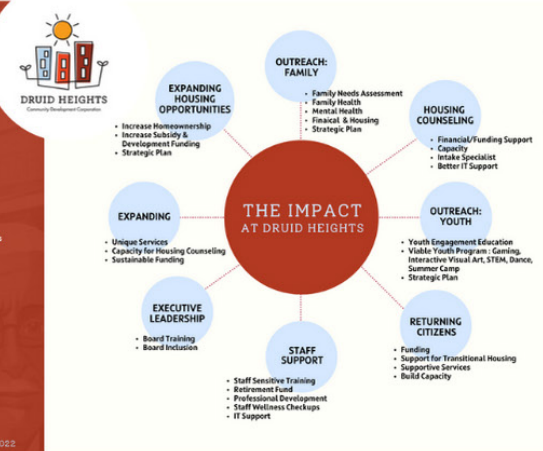 DRUID HEIGHTS
Community Development Corporation
OUTREACH:
FAMILY
• Family Needs Assessment
• Family Health
• Mental Health
• Finaical & Housing
• Strategic Plan
EXPANDING
HOUSING
OPPORTUNITIES
• Increase Homeownership
• Increase Subsidy &
Development Funding
• Strategic Plan
HOUSING
COUNSELING
• Financial/Funding Support
• Capacity
• Intake Specialist
• Better IT Support
THE IMPACT
AT DRUID HEIGHTS
EXPANDING
• Unique Services
• Capacity for Housing Counseling
• Sustainable Funding
OUTREACH:
YOUTH
• Youth Engagement Education
• Viable Youth Program : Gaming,
Interactive Visual Art, STEM, Dance,
Summer Camp
• Strategic Plan
EXECUTIVE
LEADERSHIP
• Board Training
• Board Inclusion
RETURNING
CITIZENS
• Funding
• Support for Transitional Housing
• Supportive Services
• Build Capacity
STAFF
SUPPORT
• Staff Sensitive Training
• Retirement Fund
• Professional Development
• Staff Wellness Checkups
• IT Support
022